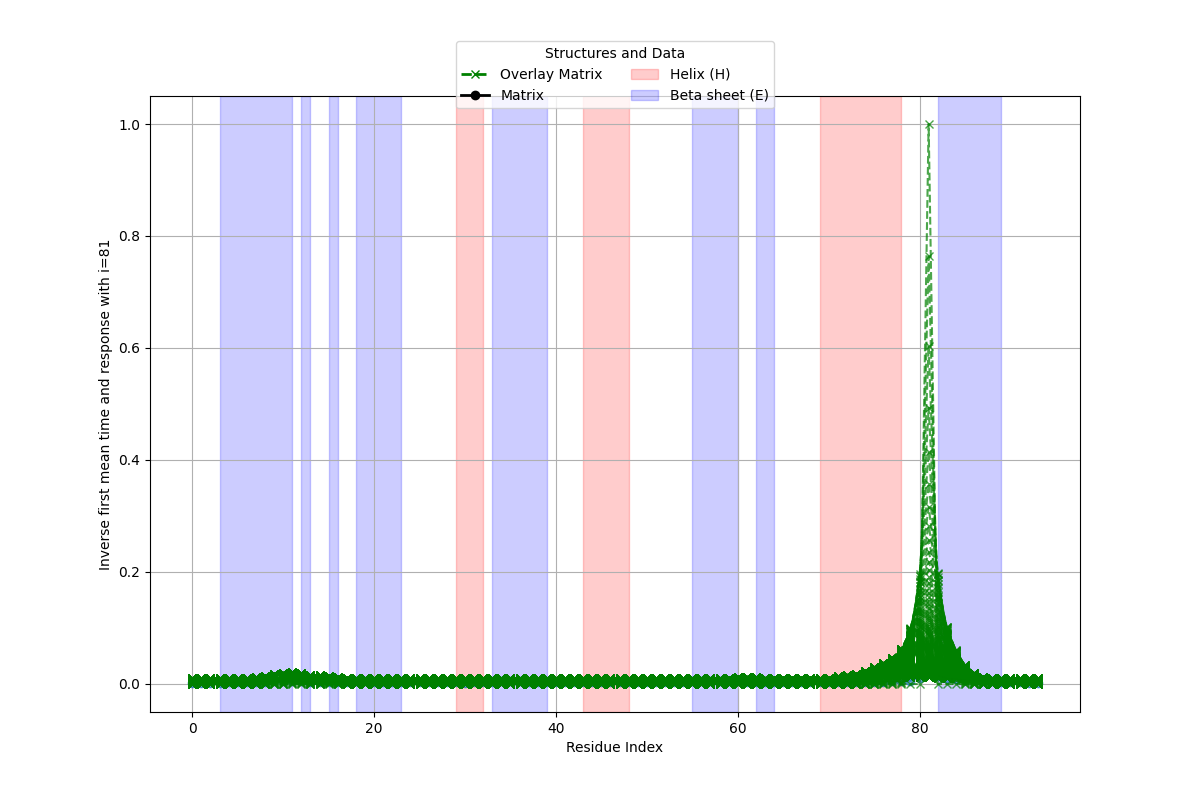 Structures and Data
Overlay Matrix
Helix (H)
Matrix
Beta sheet (E)
1.0
0.8
0.6
0.4
0.2
0.0
Inverse first mean time and response with i=81
0 20 40 60 80
Residue Index